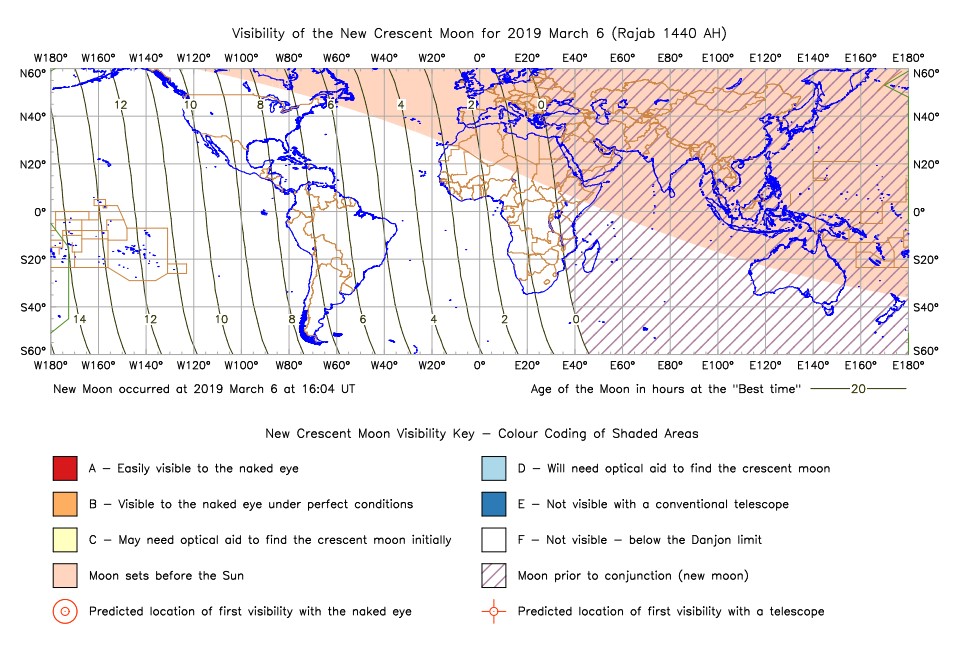 Visibility of the New Crescent Moon for 2019 March 6 (Rajab 1440 AH)
W180° W160° W140° W120° W100° W80° W60° W40° W20° 0° E20° E40° E60° E80° E100° E120° E140° E160° E180°
N60° N60°
12 10 8 6 4 2 0
N40° N40°
N20° N20°
0° 0°
S20° S20°
S40° S40°
14 12 10 8 6 4 2 0
S60° S60°
W180° W160° W140° W120° W100° W80° W60° W40° W20° 0° E20° E40° E60° E80° E100° E120° E140° E160° E180°
New Moon occurred at 2019 March 6 at 16:04 UT Age of the Moon in hours at the "Best time" 20
New Crescent Moon Visibility Key – Colour Coding of Shaded Areas
A – Easily visible to the naked eye D – Will need optical aid to find the crescent moon
B – Visible to the naked eye under perfect conditions E – Not visible with a conventional telescope
C – May need optical aid to find the crescent moon initially F – Not visible – below the Danjon limit
Moon sets before the Sun Moon prior to conjunction (new moon)
Predicted location of first visibility with the naked eye Predicted location of first visibility with a telescope